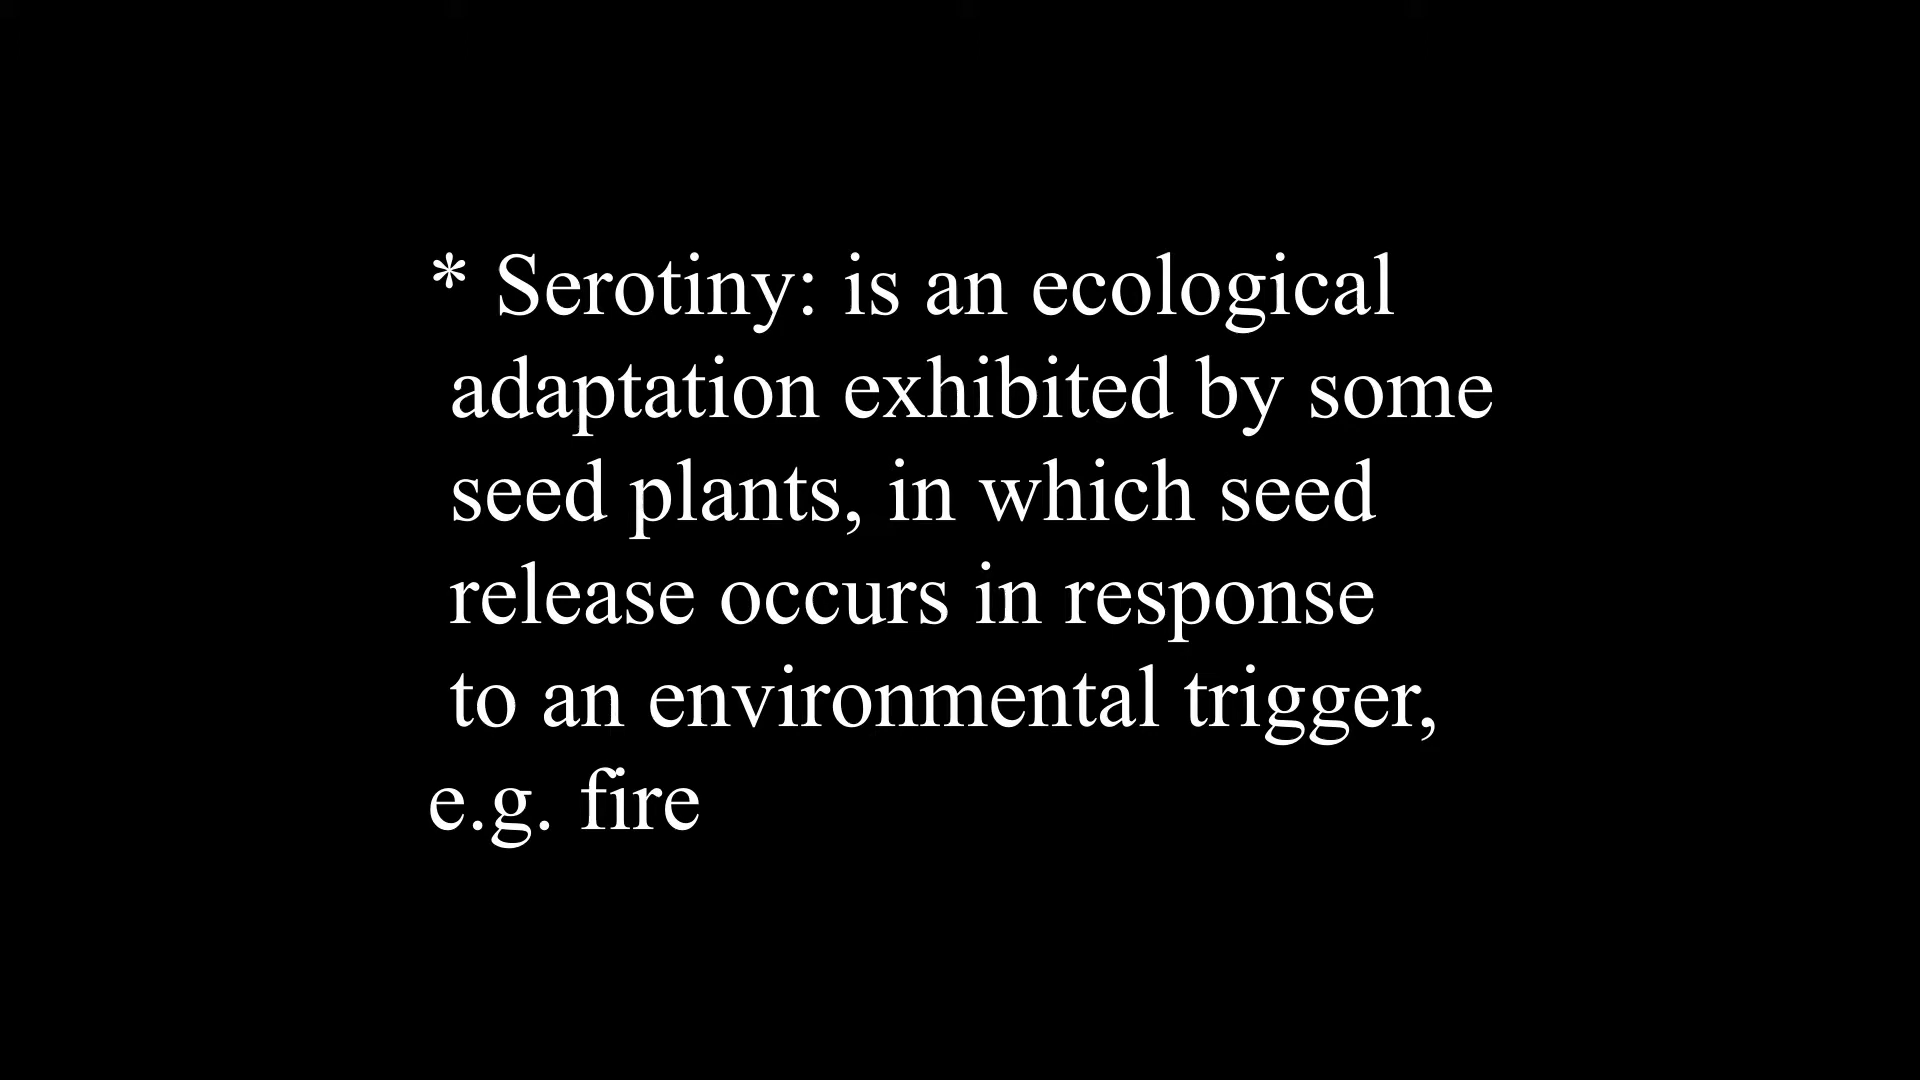 * Serotiny: is an ecological
adaptation exhibited by some
seed plants, in which seed
release occurs in response
to an environmental trigger,
e.g. fire